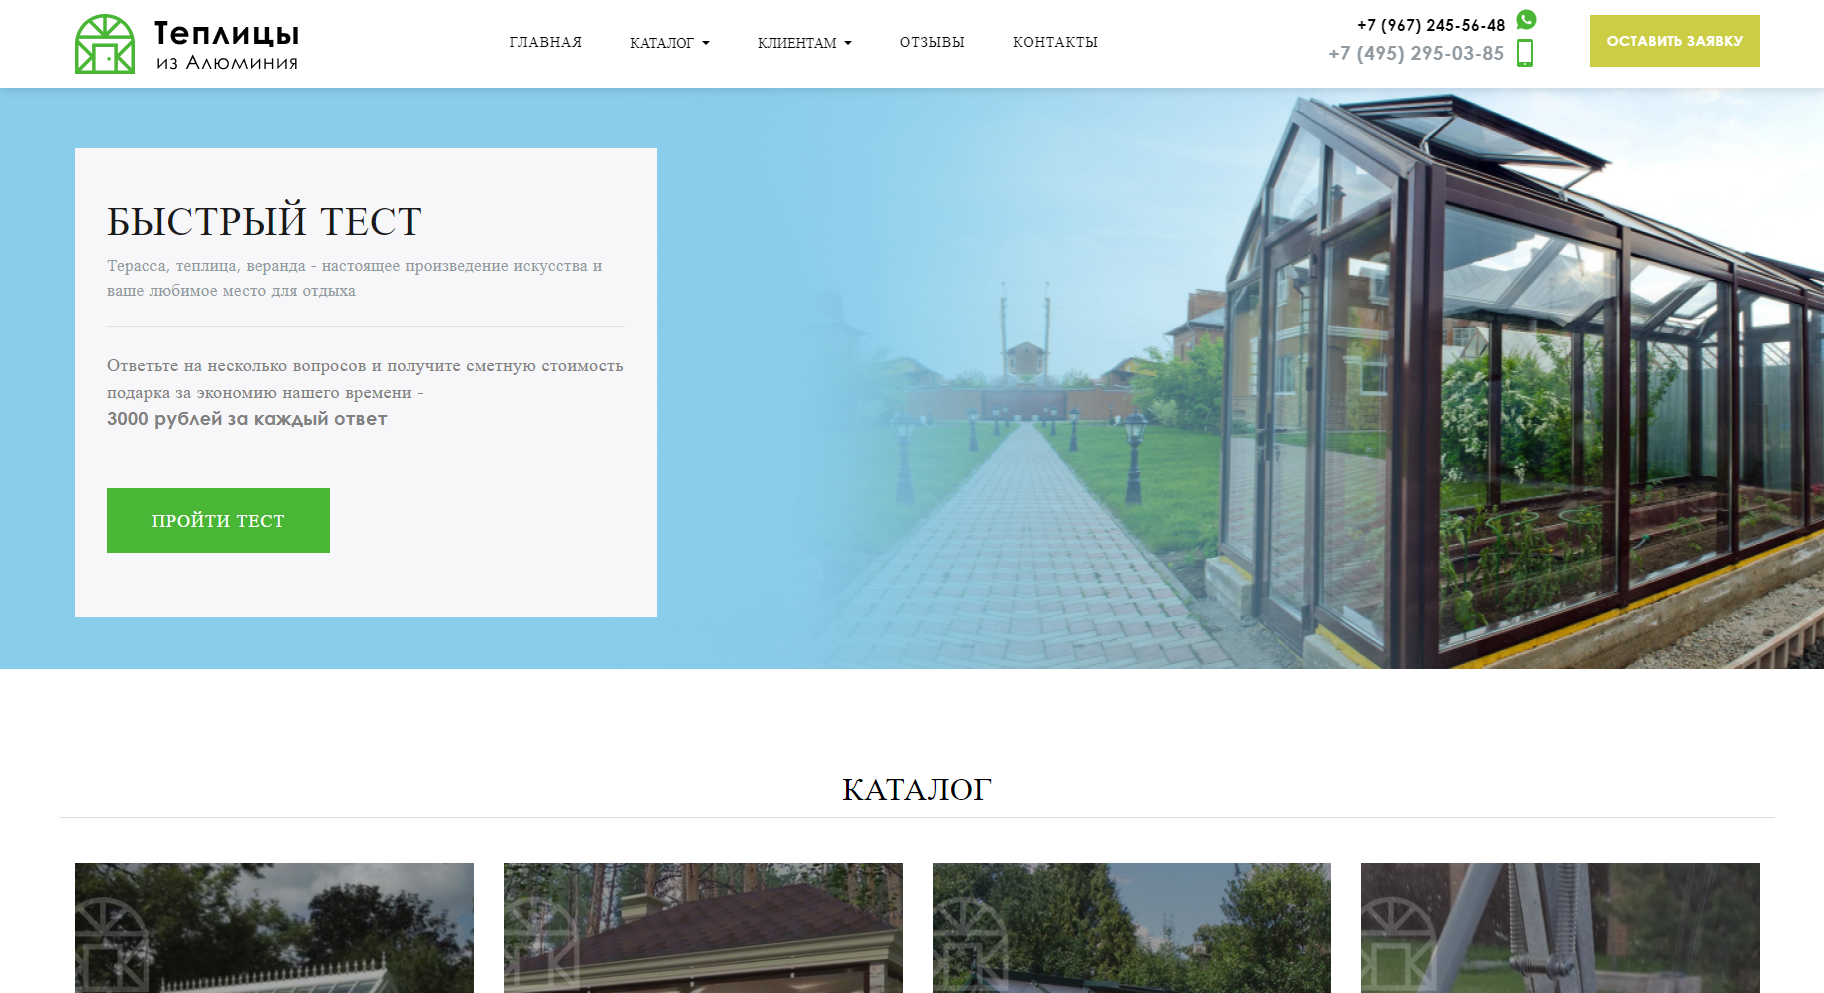 Теплицы
из Алюминия
ГЛАВНАЯ
КАТАЛОГ
КЛИЕНТАМ
ОТЗЫВЫ
КОНТАКТЫ
+7 (967) 245-56-48
+7 (495) 295-03-85
ОСТАВИТЬ ЗАЯВКУ
БЫСТРЫЙ ТЕСТ
Терасса, теплица, веранда - настоящее произведение искусства и
ваше любимое место для отдыха
Ответьте на несколько вопросов и получите сметную стоимость
подарка за экономию нашего времени -
3000 рублей за каждый ответ
ПРОЙТИ ТЕСТ
КАТАЛОГ